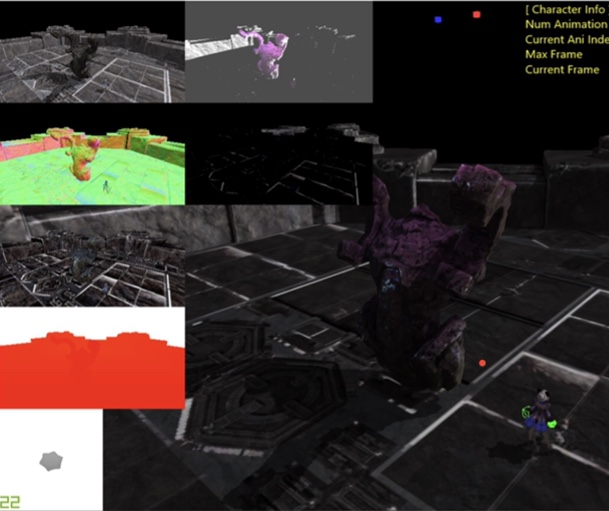 [ Character Info
Num Animation
Current Ani Inde
Max Frame
Current Frame
22